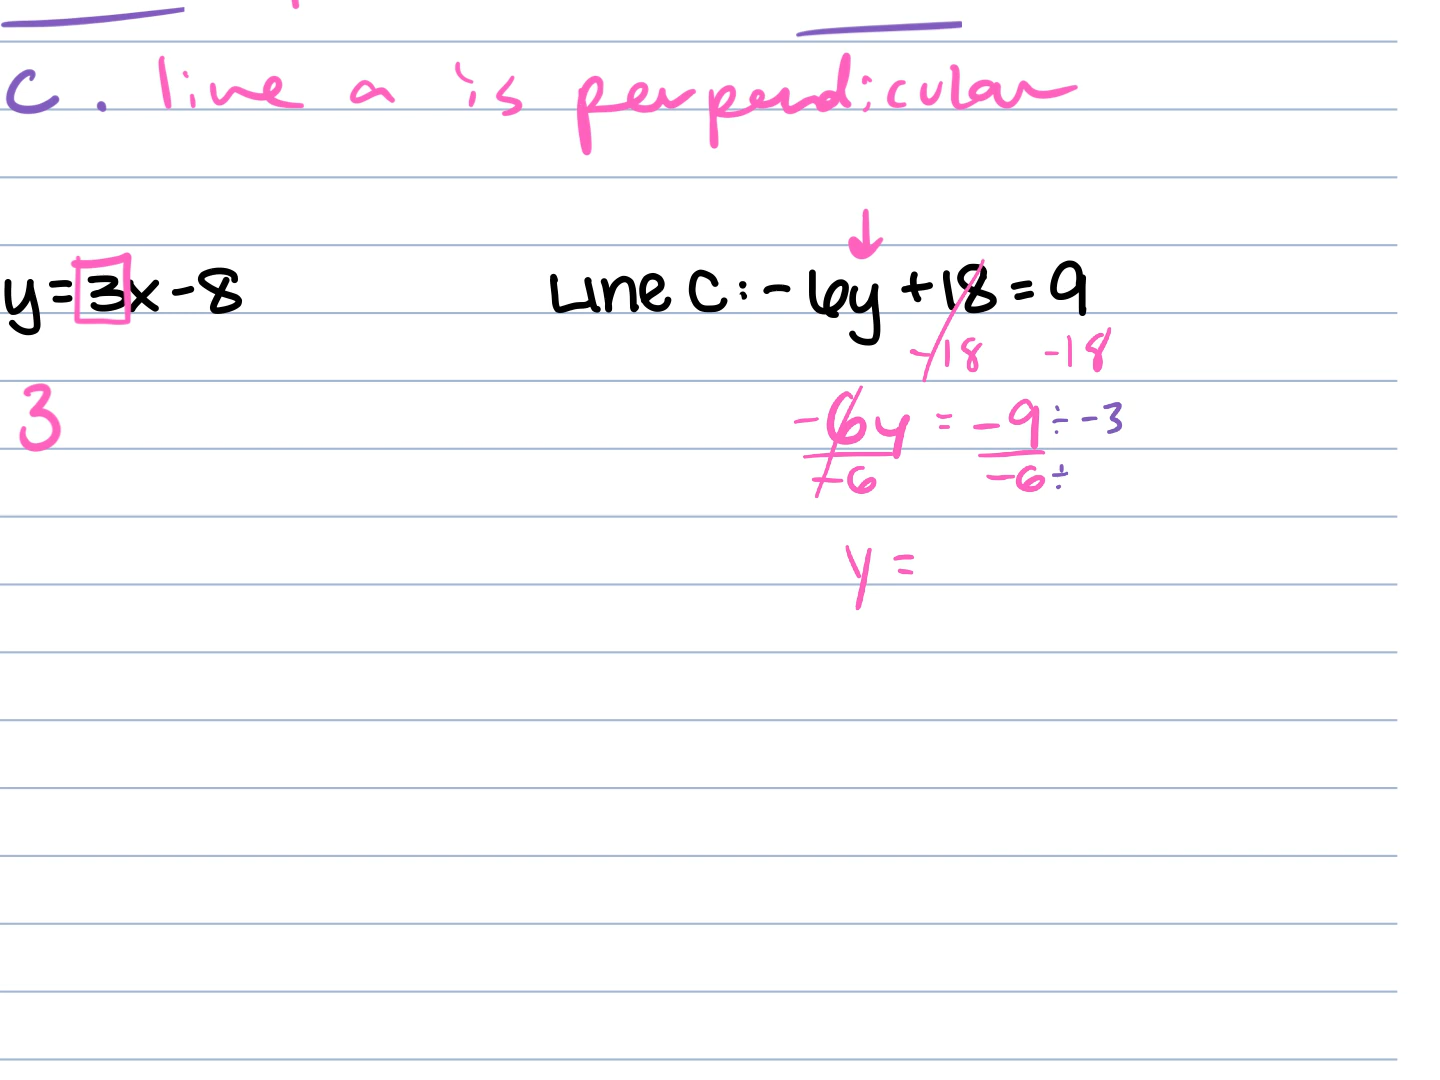 c. line a is perpendicular
y=3x-8
Line C: -6y +18 = 9
-18 -18
3
-6y = -9 ÷ -3
-6 -6 ÷
y =